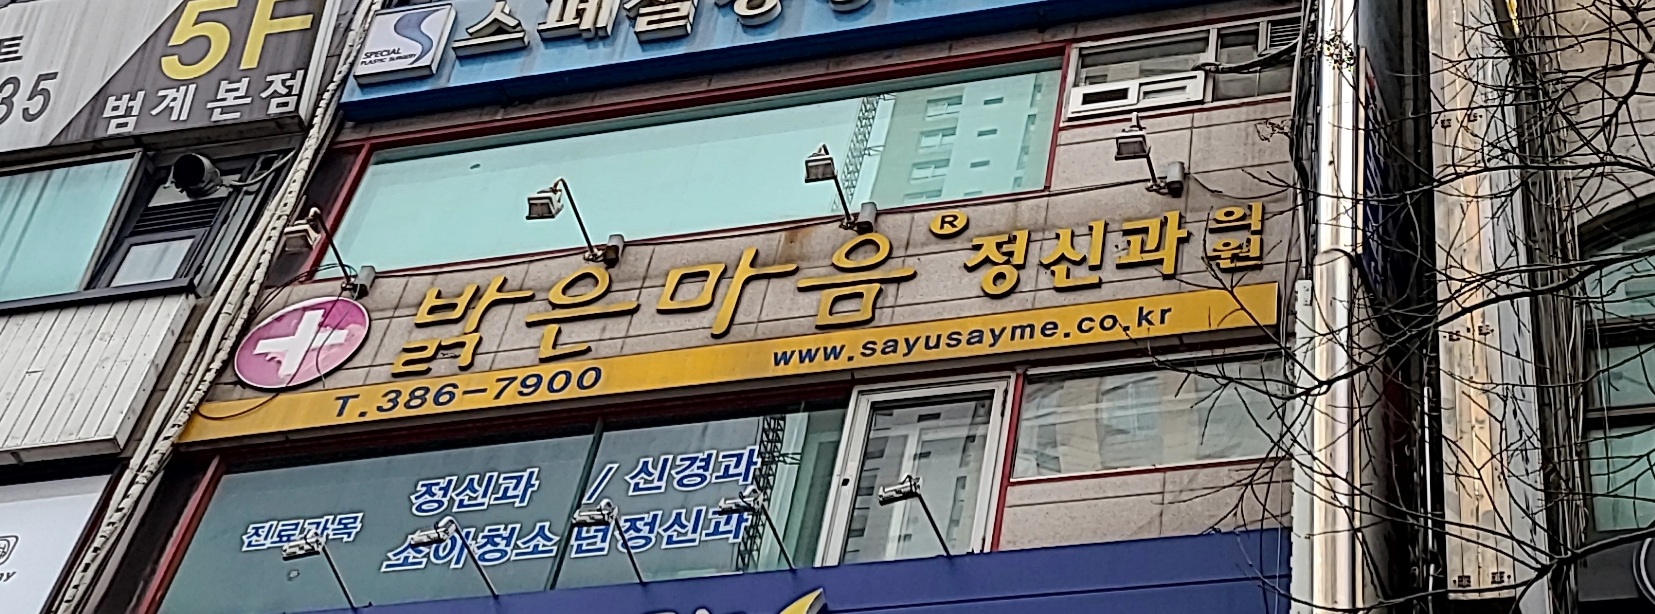 5F
35
범계본점
SPECIAL
PLASTIC SURGERY
밝은마음® 정신과의원
T.386-7900
www.sayusayme.co.kr
정신과 / 신경과
진료과목
소아청소년정신과